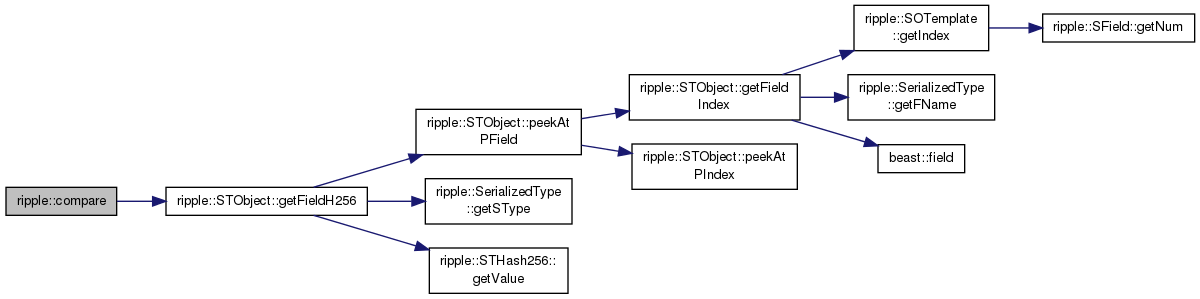 ripple::compare
ripple::STObject::getFieldH256
ripple::STObject::peekAt
PField
ripple::SerializedType
::getSType
ripple::STHash256::
getValue
ripple::STObject::getField
Index
ripple::STObject::peekAt
PIndex
ripple::SOTemplate
::getIndex
ripple::SerializedType
::getFName
beast::field
ripple::SField::getNum